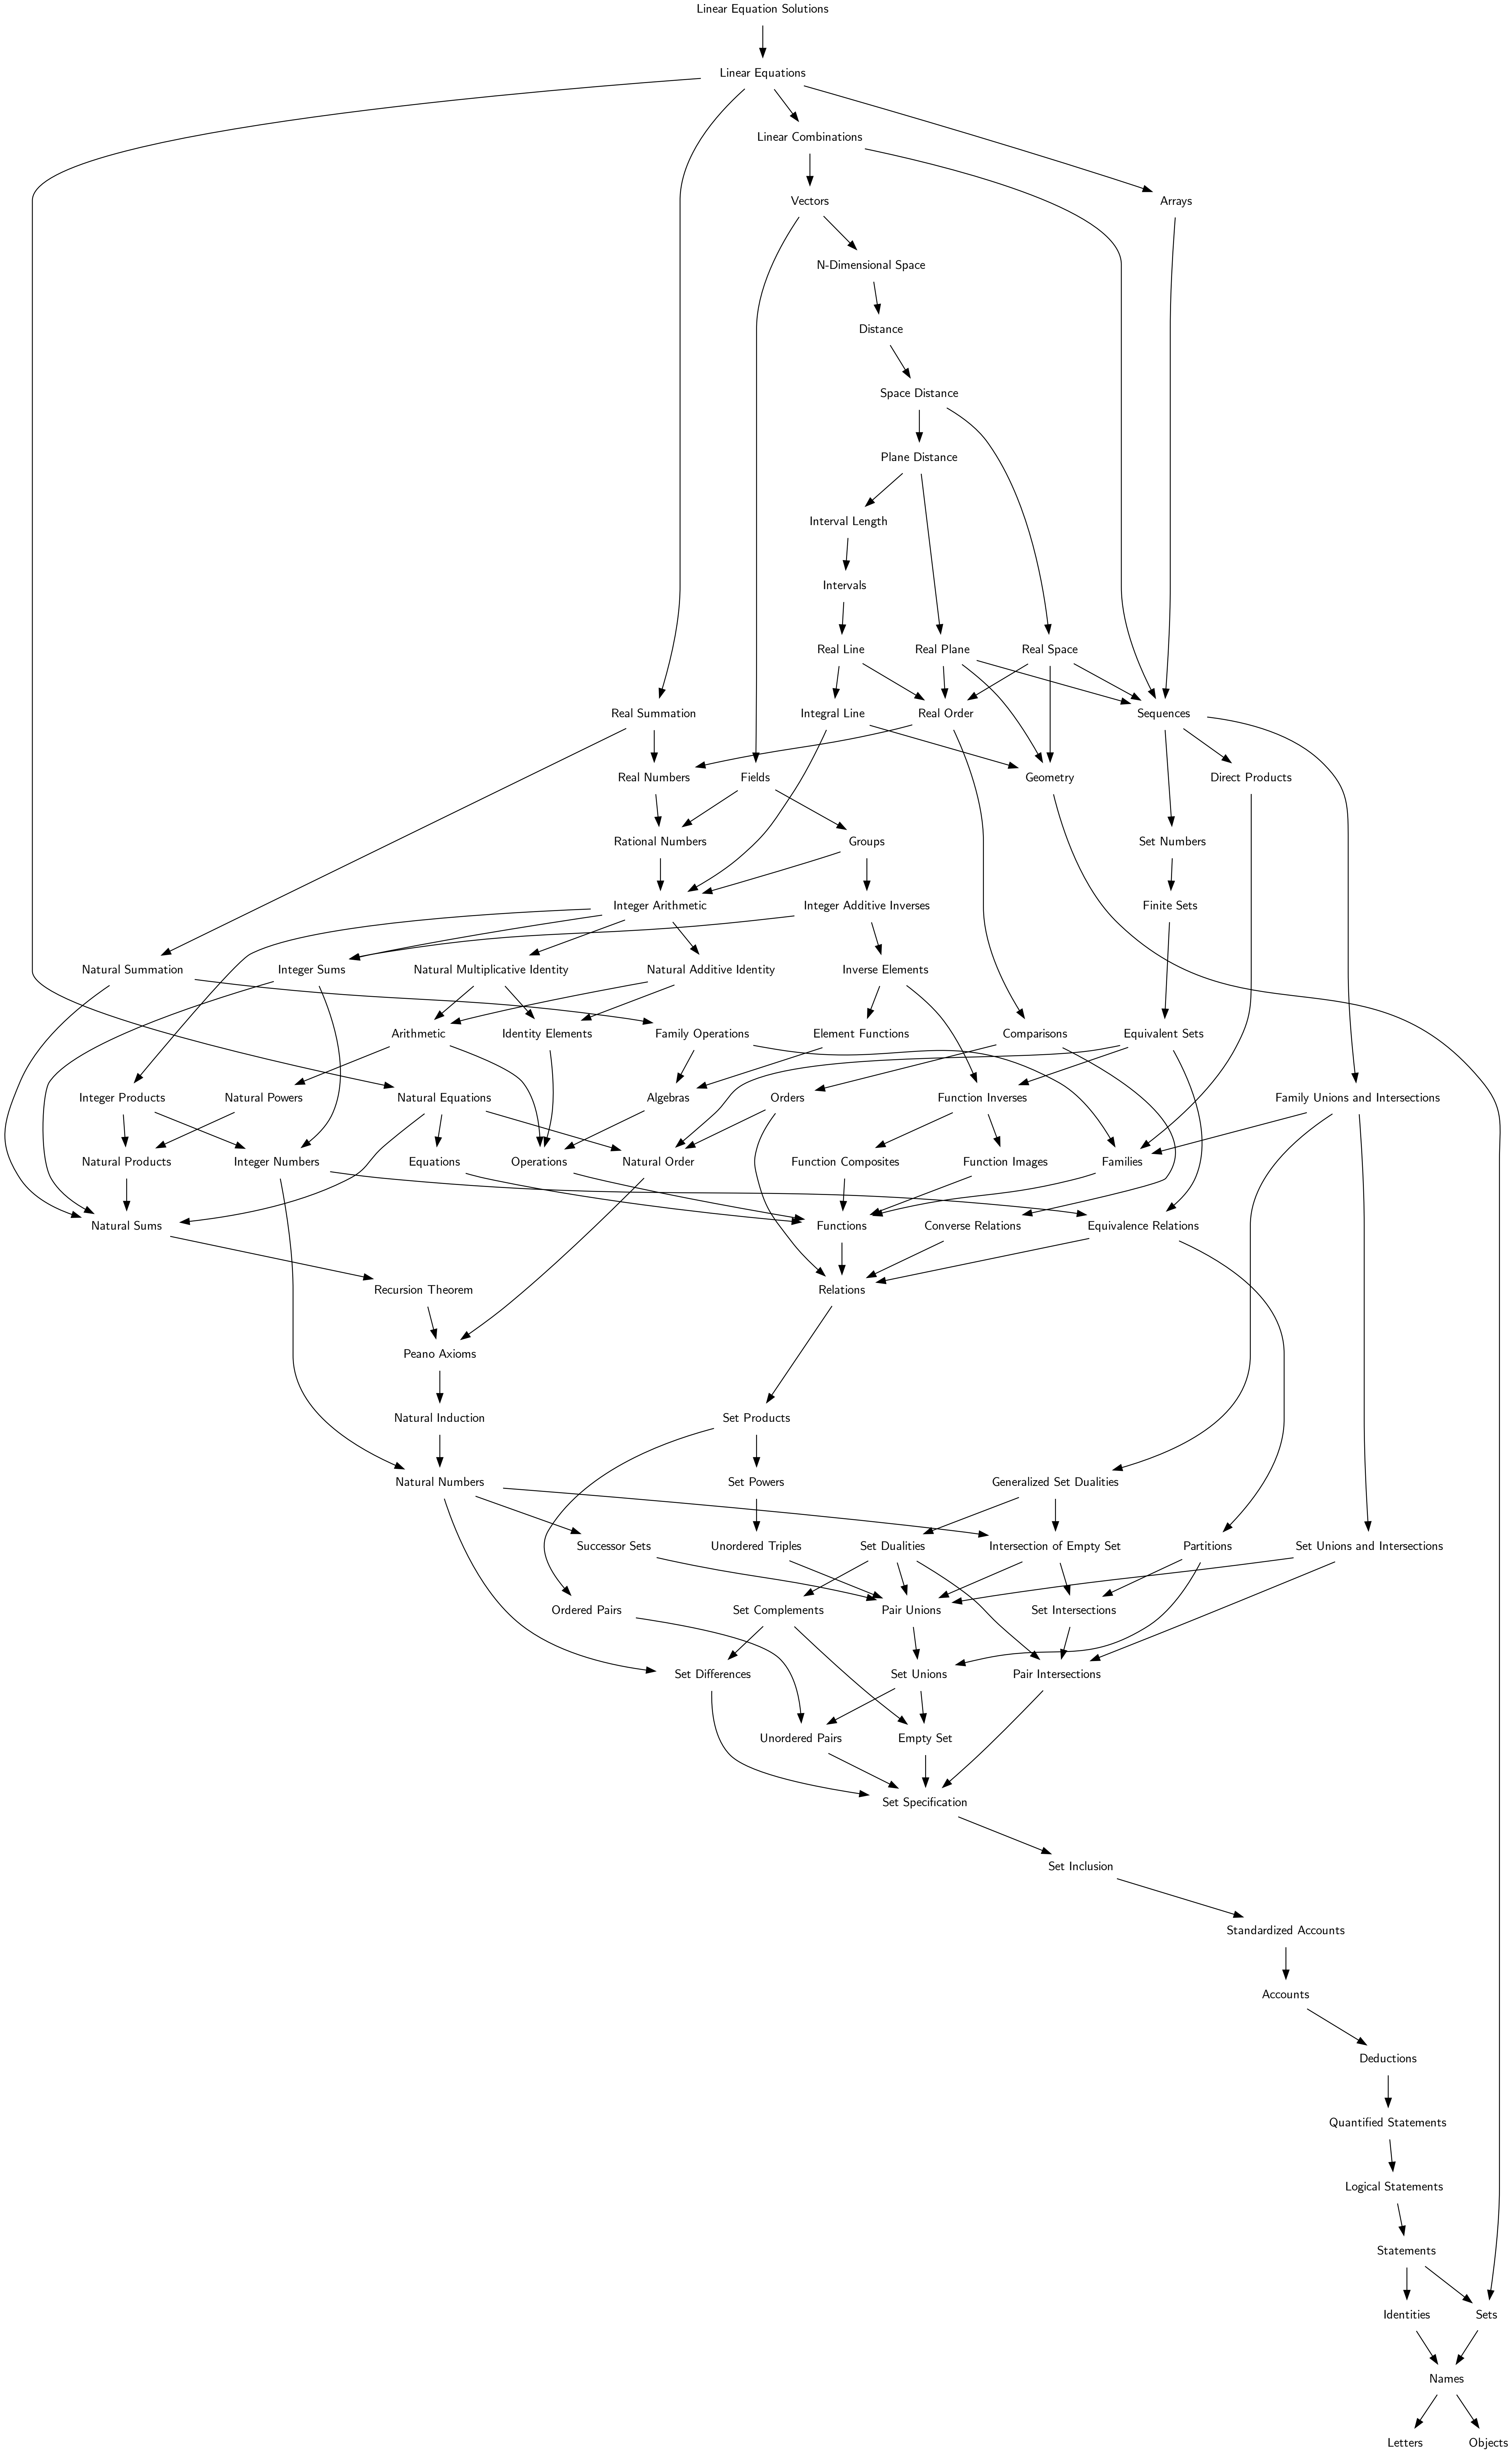 Linear Equation Solutions
Linear Equations
Linear Combinations
Vectors
Arrays
N-Dimensional Space
Distance
Space Distance
Plane Distance
Interval Length
Intervals
Real Line
Real Plane
Real Space
Real Summation
Integral Line
Real Order
Sequences
Real Numbers
Fields
Geometry
Direct Products
Rational Numbers
Groups
Set Numbers
Integer Arithmetic
Integer Additive Inverses
Finite Sets
Natural Summation
Integer Sums
Natural Multiplicative Identity
Natural Additive Identity
Inverse Elements
Arithmetic
Identity Elements
Family Operations
Element Functions
Comparisons
Equivalent Sets
Integer Products
Natural Powers
Natural Equations
Algebras
Orders
Function Inverses
Family Unions and Intersections
Natural Products
Integer Numbers
Equations
Operations
Natural Order
Function Composites
Function Images
Families
Natural Sums
Functions
Converse Relations
Equivalence Relations
Recursion Theorem
Relations
Peano Axioms
Natural Induction
Set Products
Natural Numbers
Set Powers
Generalized Set Dualities
Successor Sets
Unordered Triples
Set Dualities
Intersection of Empty Set
Partitions
Set Unions and Intersections
Ordered Pairs
Set Complements
Pair Unions
Set Intersections
Set Differences
Set Unions
Pair Intersections
Unordered Pairs
Empty Set
Set Specification
Set Inclusion
Standardized Accounts
Accounts
Deductions
Quantified Statements
Logical Statements
Statements
Identities
Sets
Names
Letters
Objects